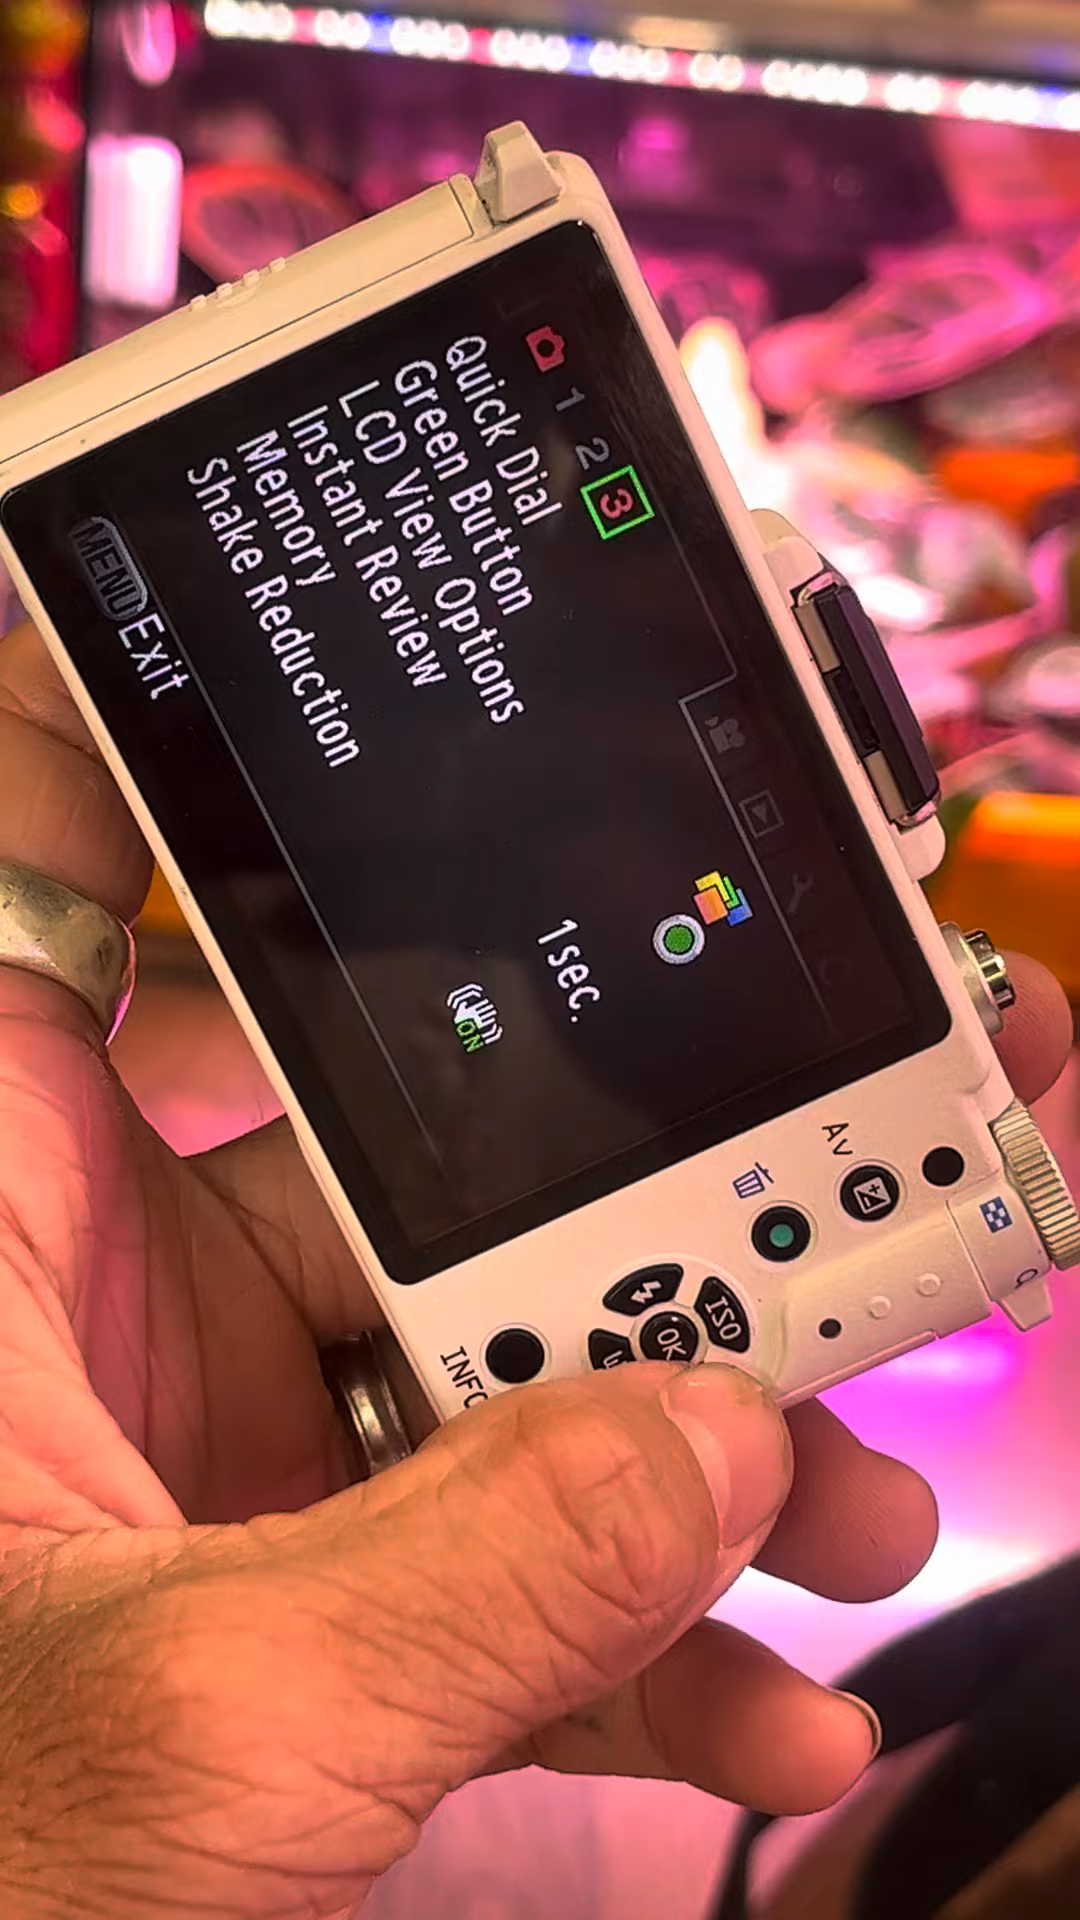 1 2 3
Quick Dial
Green Button
LCD View Options
Instant Review 1sec.
Memory
Shake Reduction ON
MENU Exit
Av
ISO
OK
INFO